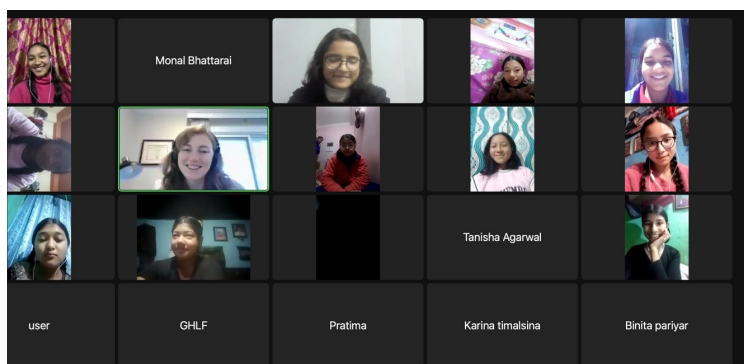 Monal Bhattarai
Tanisha Agarwal
user
GHLF
Pratima
Karina timalsina
Binita pariyar